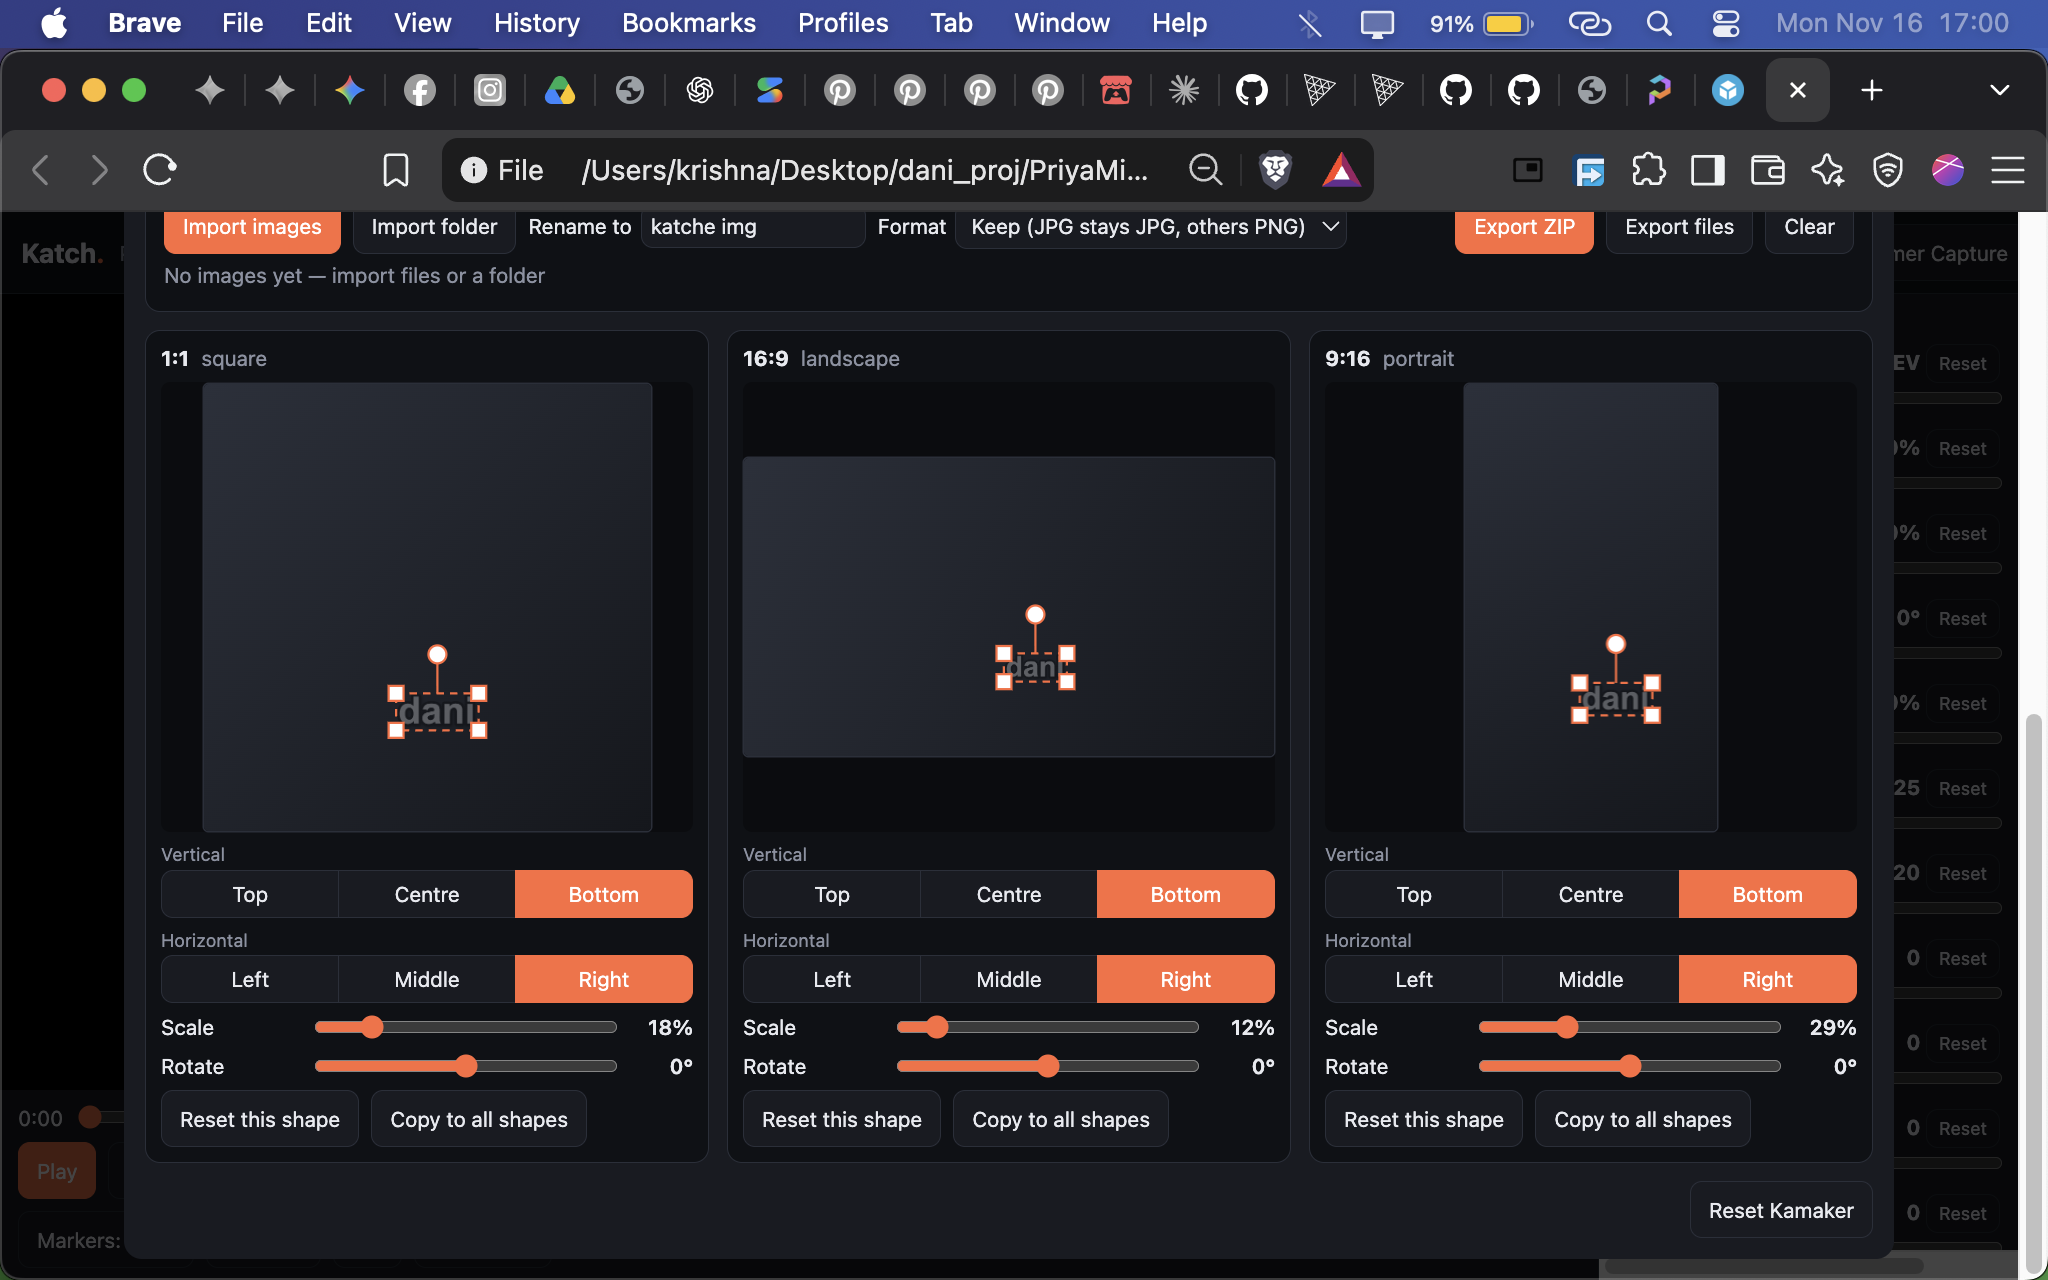 Brave File Edit View History Bookmarks Profiles Tab Window Help 91% Mon Nov 16 17:00
File /Users/krishna/Desktop/dani_proj/PriyaMi...
Import images Import folder Rename to katche img Format Keep (JPG stays JPG, others PNG) Export ZIP Export files Clear
Katch. mer Capture
No images yet — import files or a folder
1:1 square 16:9 landscape 9:16 portrait
EV Reset
% Reset
% Reset
0° Reset
dani dani dani
% Reset
25 Reset
Vertical Vertical Vertical
20 Reset
Top Centre Bottom Top Centre Bottom Top Centre Bottom
Horizontal Horizontal Horizontal
0 Reset
Left Middle Right Left Middle Right Left Middle Right
Scale 18% Scale 12% Scale 29%
0 Reset
Rotate 0° Rotate 0° Rotate 0°
0:00 Reset this shape Copy to all shapes Reset this shape Copy to all shapes Reset this shape Copy to all shapes
0 Reset
Play
Reset Kamaker
0 Reset
Markers: